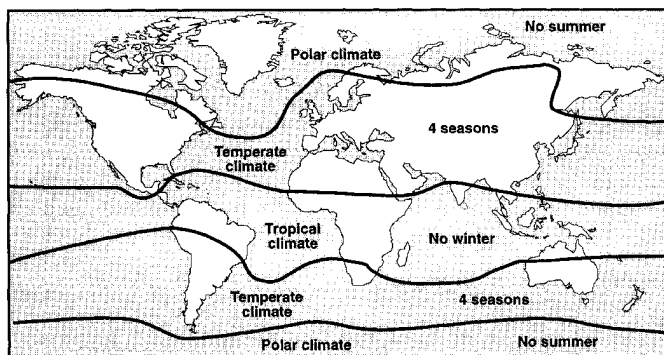 No summer
Polar climate
4 seasons
Temperate
climate
Tropical
climate
No winter
Temperate
climate
4 seasons
Polar climate
No summer